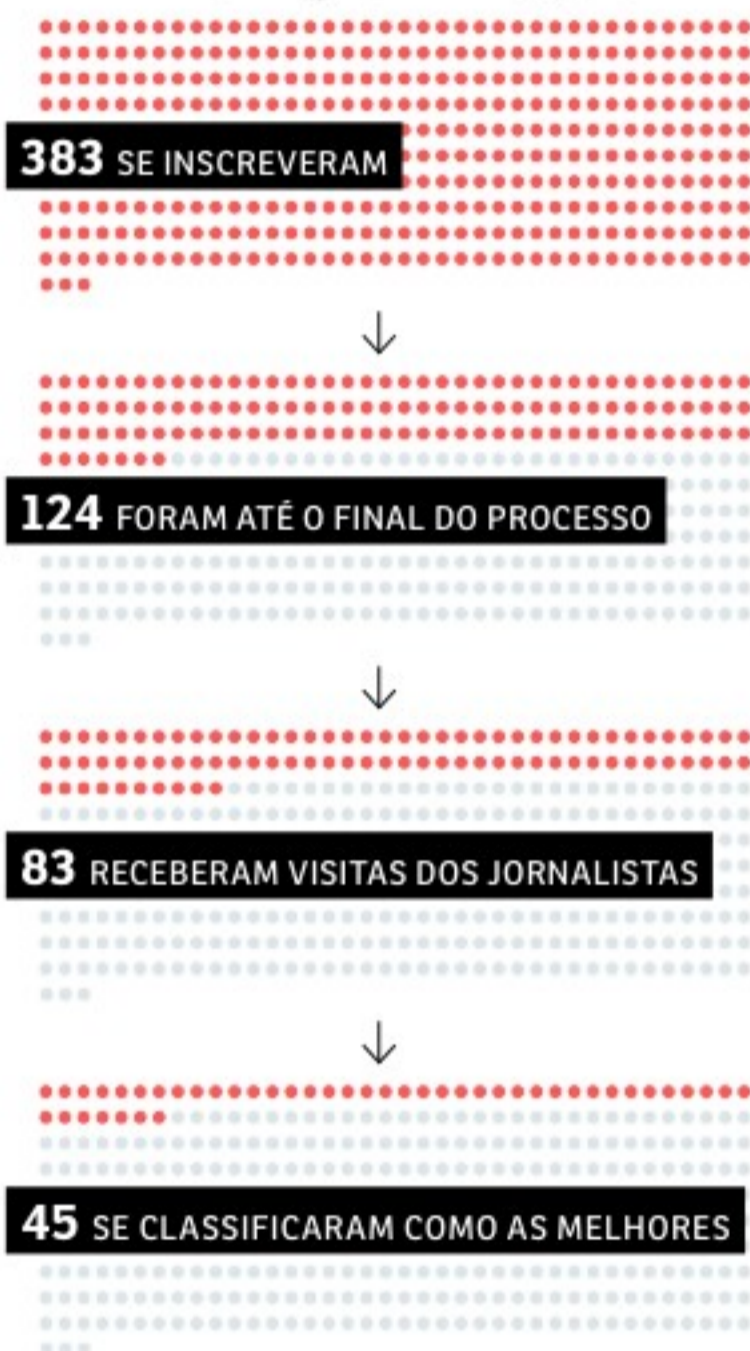 383 SE INSCREVERAM
124 FORAM ATÉ O FINAL DO PROCESSO
83 RECEBERAM VISITAS DOS JORNALISTAS
45 SE CLASSIFICARAM COMO AS MELHORES